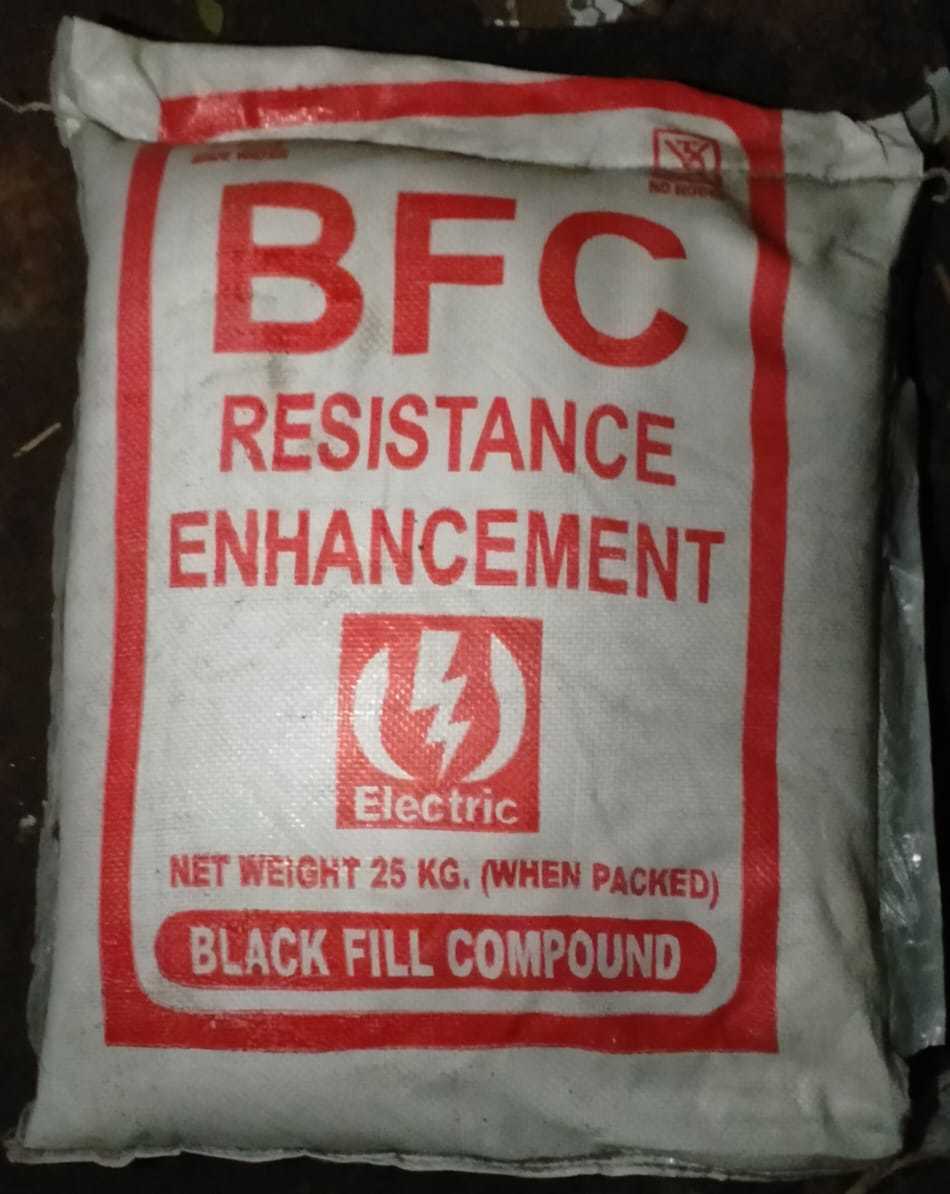 BFC
RESISTANCE
ENHANCEMENT
Electric
NET WEIGHT 25 KG. (WHEN PACKED)
BLACK FILL COMPOUND